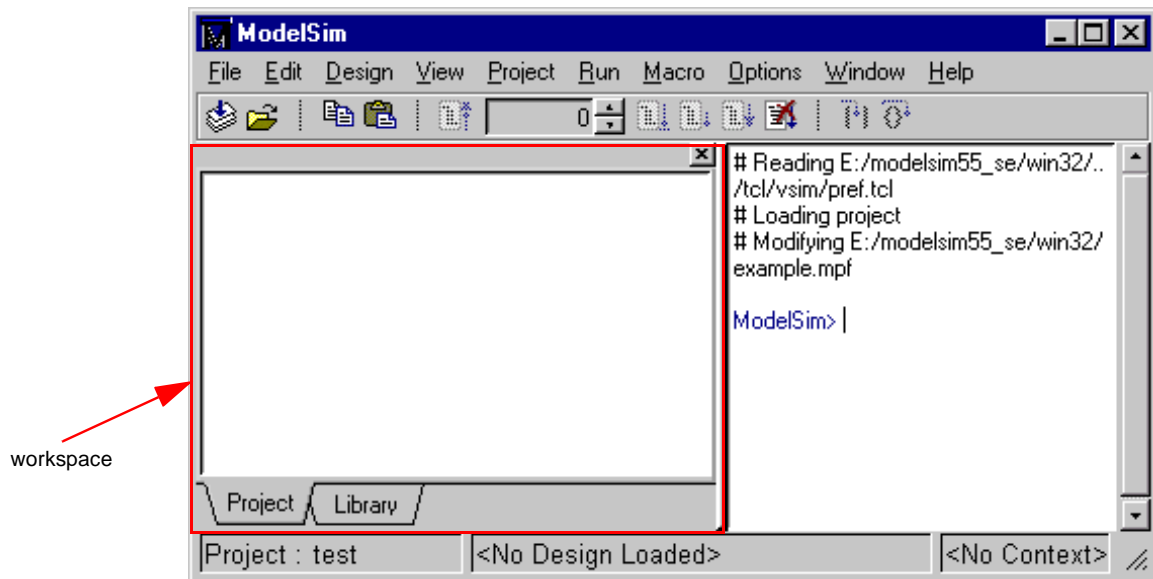 ModelSim
File Edit Design View Project Run Macro Options Window Help
0
# Reading E:/modelsim55_se/win32/..
/tcl/vsim/pref.tcl
# Loading project
# Modifying E:/modelsim55_se/win32/
example.mpf
ModelSim>
workspace
Project Library
Project : test <No Design Loaded> <No Context>